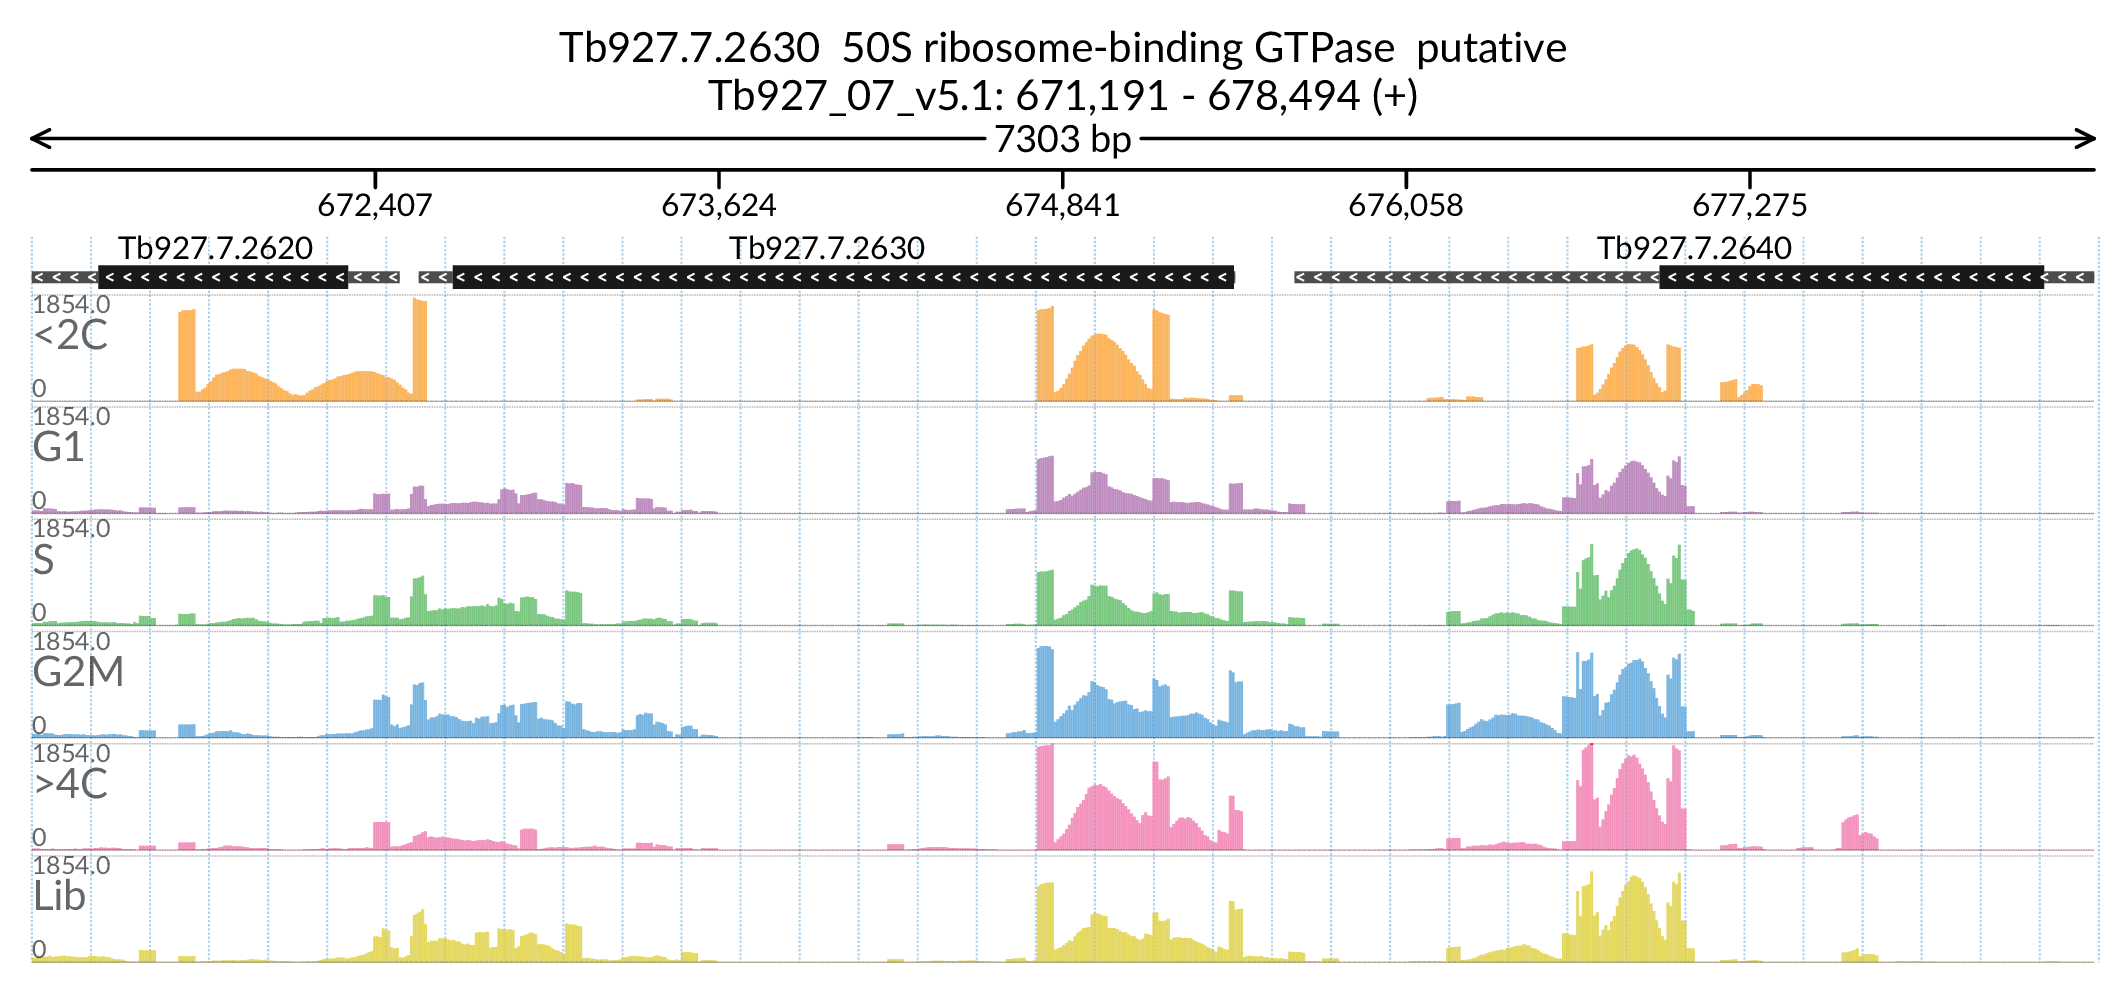 Tb927.7.2630  50S ribosome-binding GTPase  putative
Tb927_07_v5.1: 671,191 - 678,494 (+)
7303 bp
672,407 673,624 674,841 676,058 677,275
Tb927.7.2620 Tb927.7.2630 Tb927.7.2640
1854.0
<2C
0
1854.0
G1
0
1854.0
S
0
1854.0
G2M
0
1854.0
>4C
0
1854.0
Lib
0